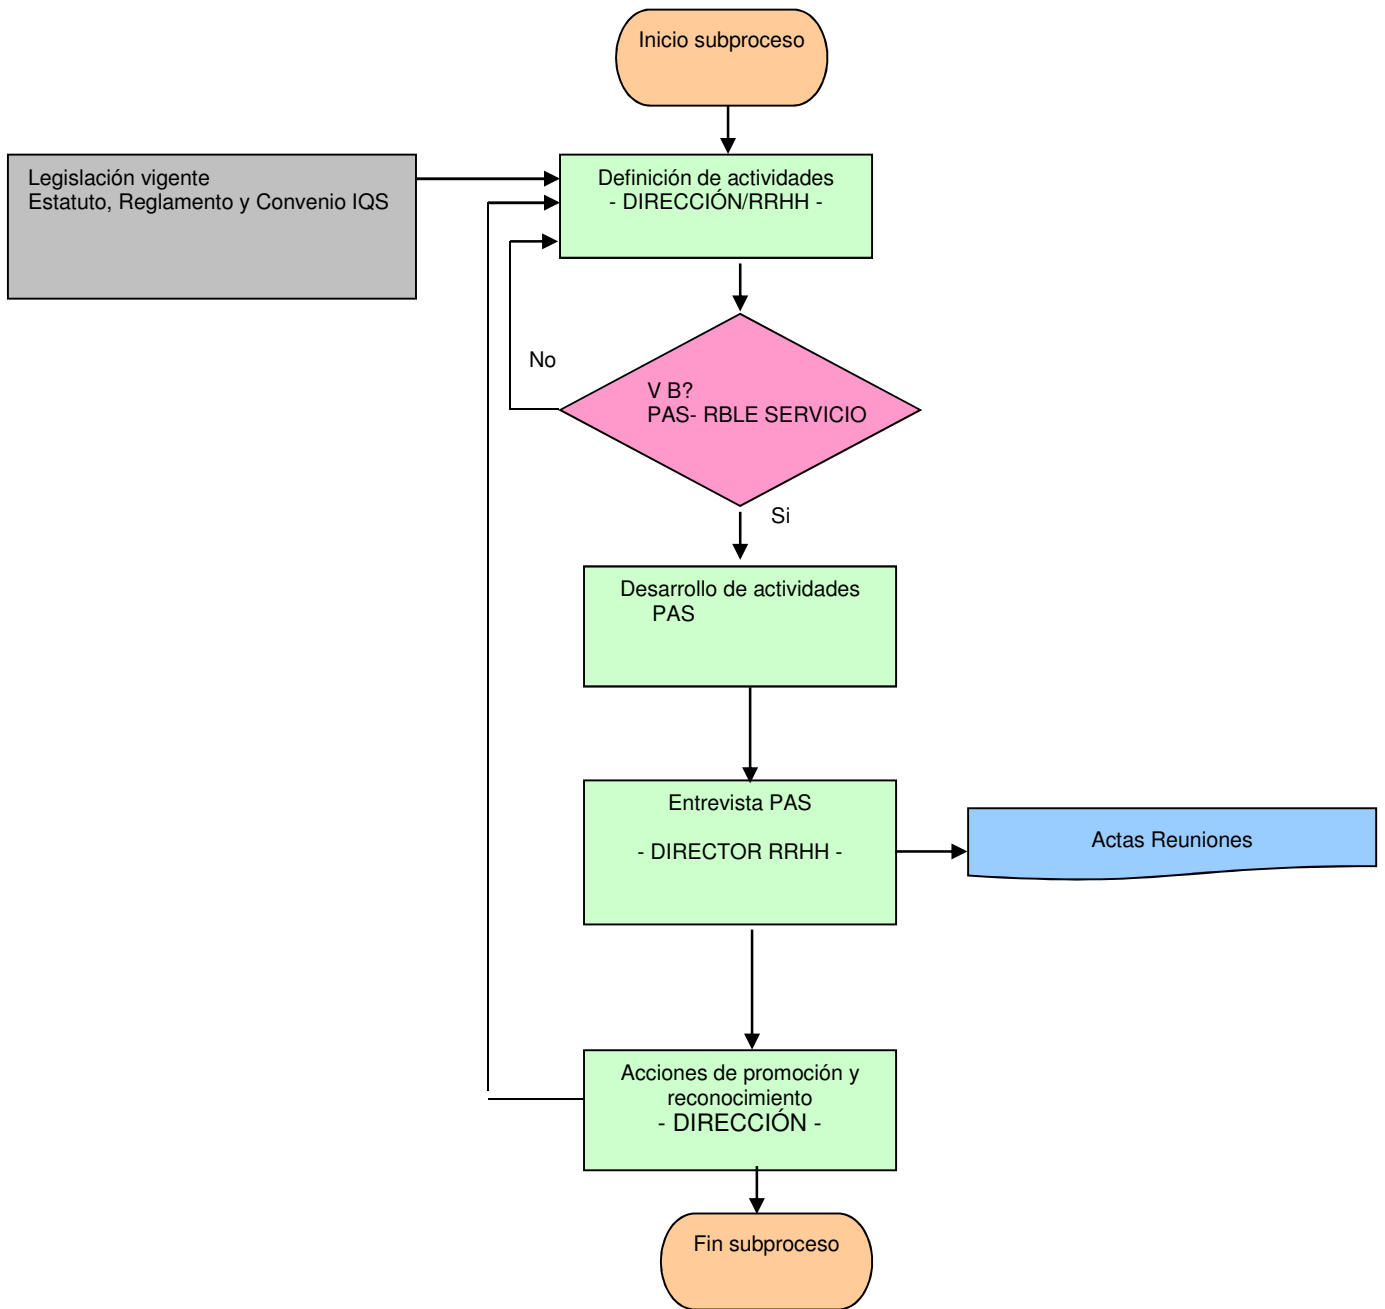 Inicio subproceso
Legislación vigente
Estatuto, Reglamento y Convenio IQS
Definición de actividades
- DIRECCIÓN/RRHH -
No
V B?
PAS- RBLE SERVICIO
Si
Desarrollo de actividades
PAS
Entrevista PAS
- DIRECTOR RRHH -
Actas Reuniones
Acciones de promoción y
reconocimiento
- DIRECCIÓN -
Fin subproceso